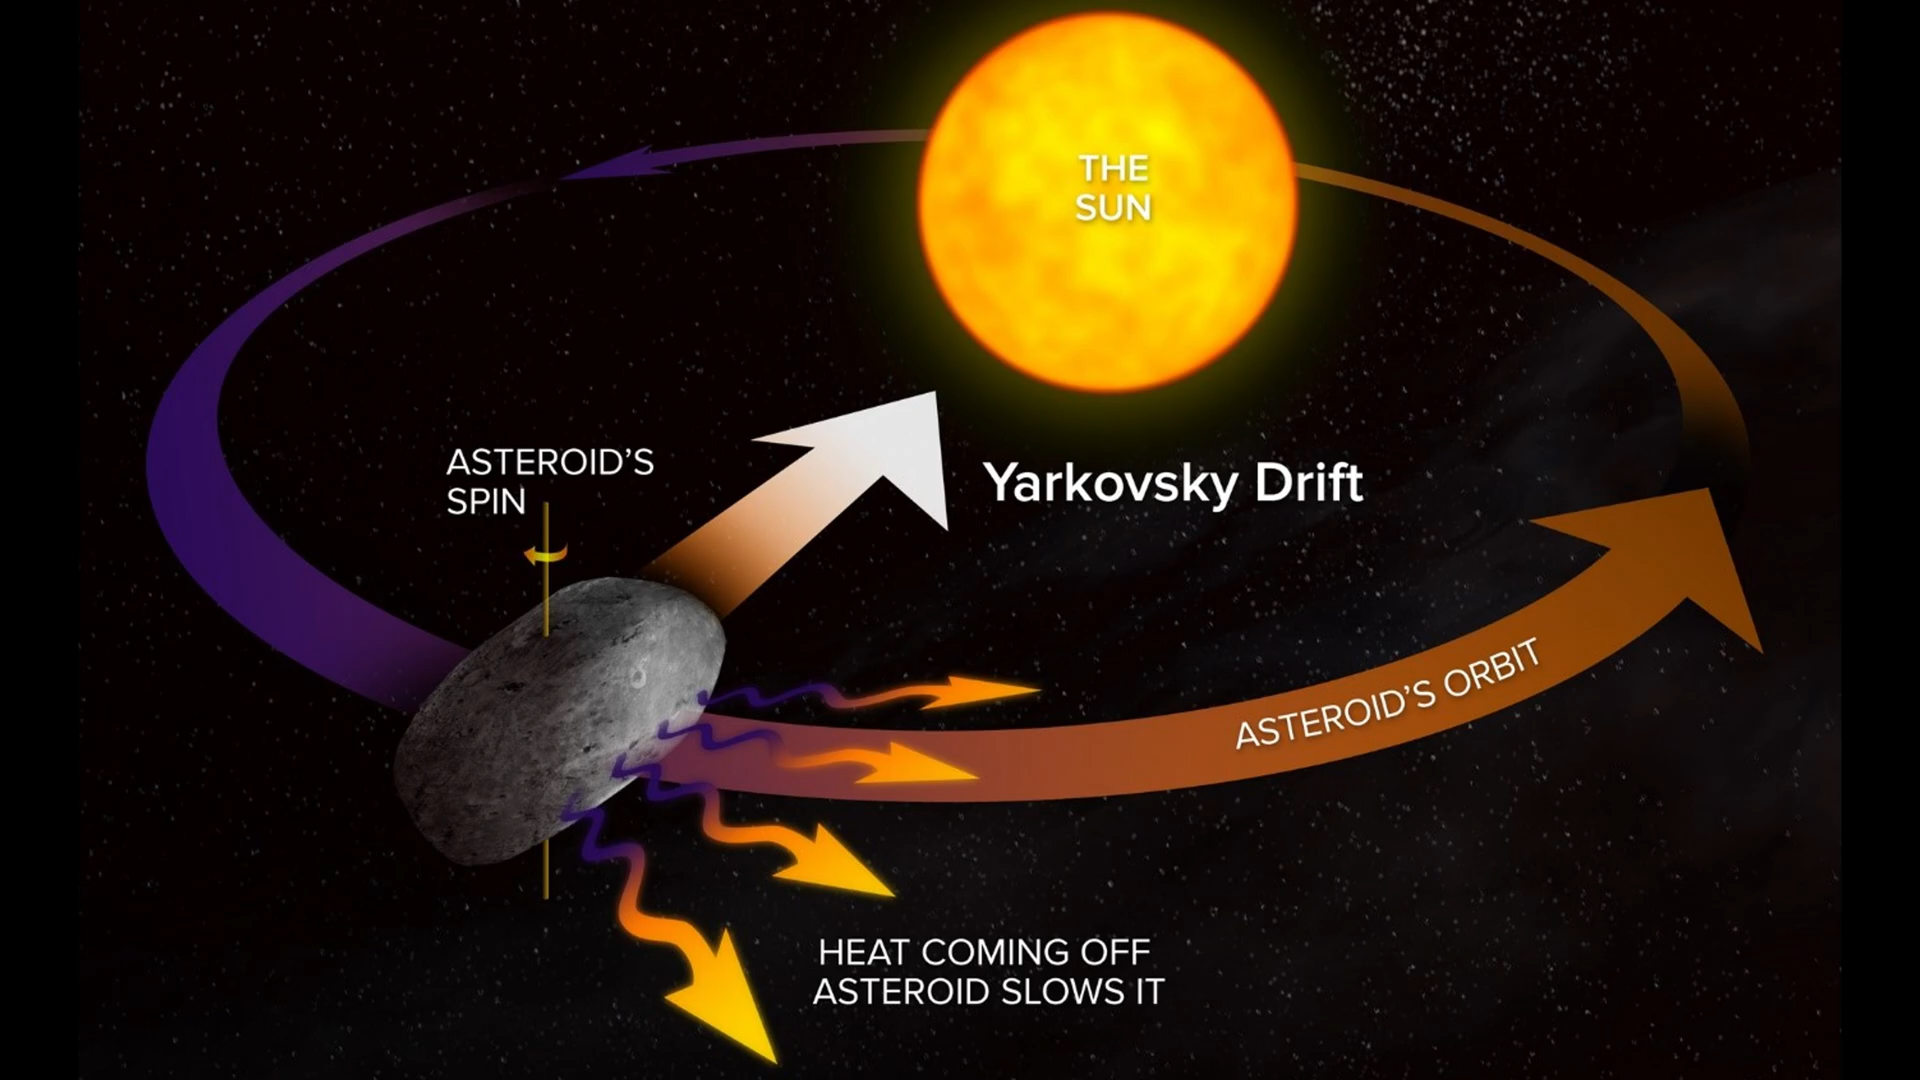 THE
SUN
ASTEROID'S
SPIN
Yarkovsky Drift
ASTEROID'S ORBIT
HEAT COMING OFF
ASTEROID SLOWS IT